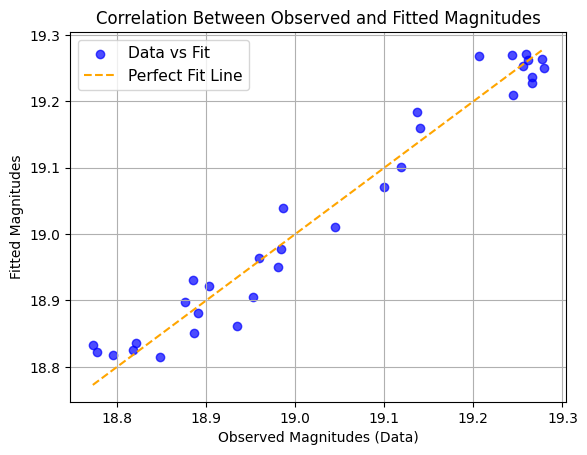 Correlation Between Observed and Fitted Magnitudes
Data vs Fit
Perfect Fit Line
Fitted Magnitudes
19.3
19.2
19.1
19.0
18.9
18.8
18.8 18.9 19.0 19.1 19.2 19.3
Observed Magnitudes (Data)